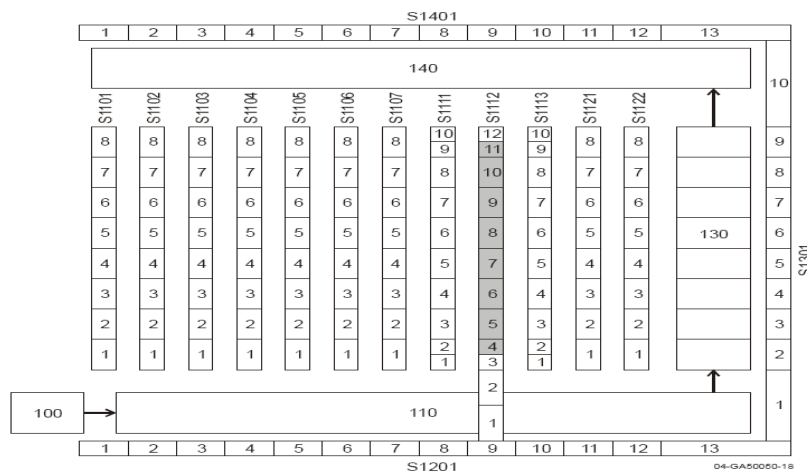 S1401
1 2 3 4 5 6 7 8 9 10 11 12 13
140
10
S1101 S1102 S1103 S1104 S1105 S1106 S1107 S1111 S1112 S1113 S1121 S1122
10 12 10
8 8 8 8 8 8 8 9 11 9 8 8 9
7 7 7 7 7 7 7 8 10 8 7 7 8
6 6 6 6 6 6 6 7 9 7 6 6 7
5 5 5 5 5 5 5 6 8 6 5 5 130 6
S1301
4 4 4 4 4 4 4 5 7 5 4 4 5
3 3 3 3 3 3 3 4 6 4 3 3 4
2 2 2 2 2 2 2 3 5 3 2 2 3
1 1 1 1 1 1 1 2 4 2 1 1 2
1 3 1
2
100 110 1
1
1 2 3 4 5 6 7 8 9 10 11 12 13
S1201
04-GA50050-18